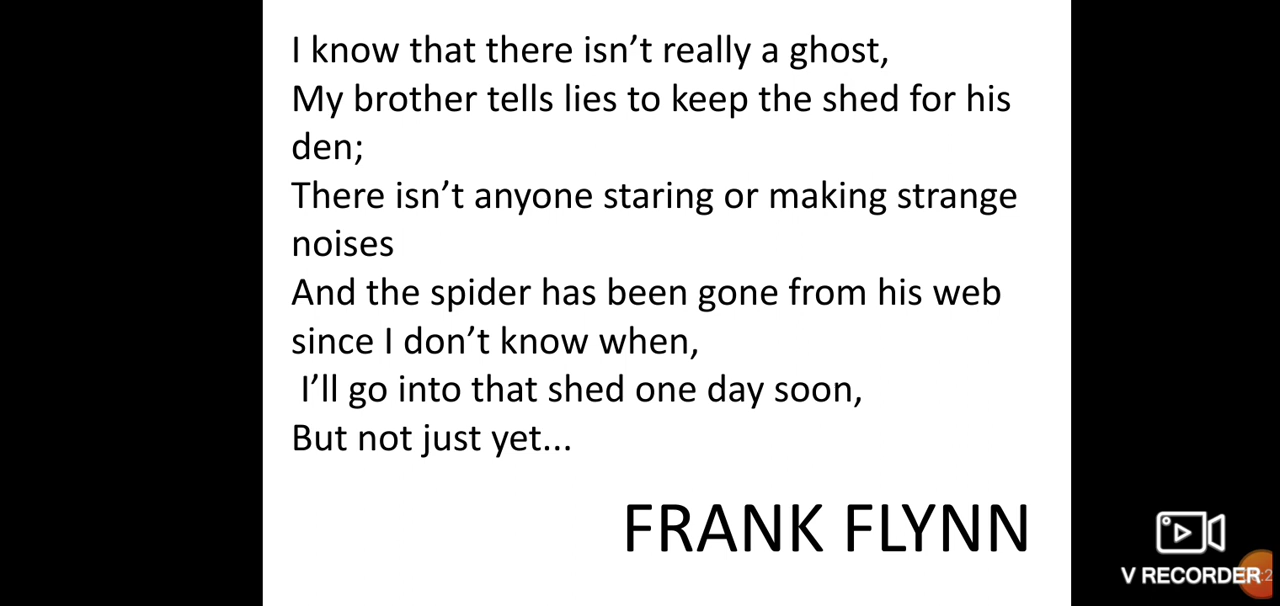 I know that there isn’t really a ghost,
My brother tells lies to keep the shed for his
den;
There isn’t anyone staring or making strange
noises
And the spider has been gone from his web
since I don’t know when,
I’ll go into that shed one day soon,
But not just yet...
FRANK FLYNN
V RECORDER